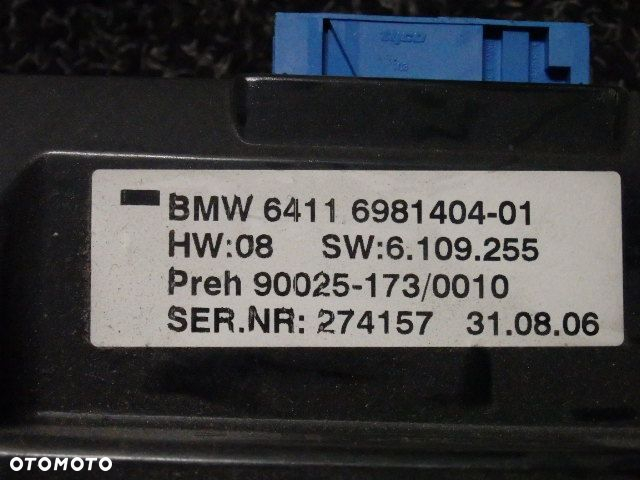 tyco
BMW 6411 6981404-01
HW:08 SW:6.109.255
Preh 90025-173/0010
SER.NR: 274157 31.08.06
OTOMOTO